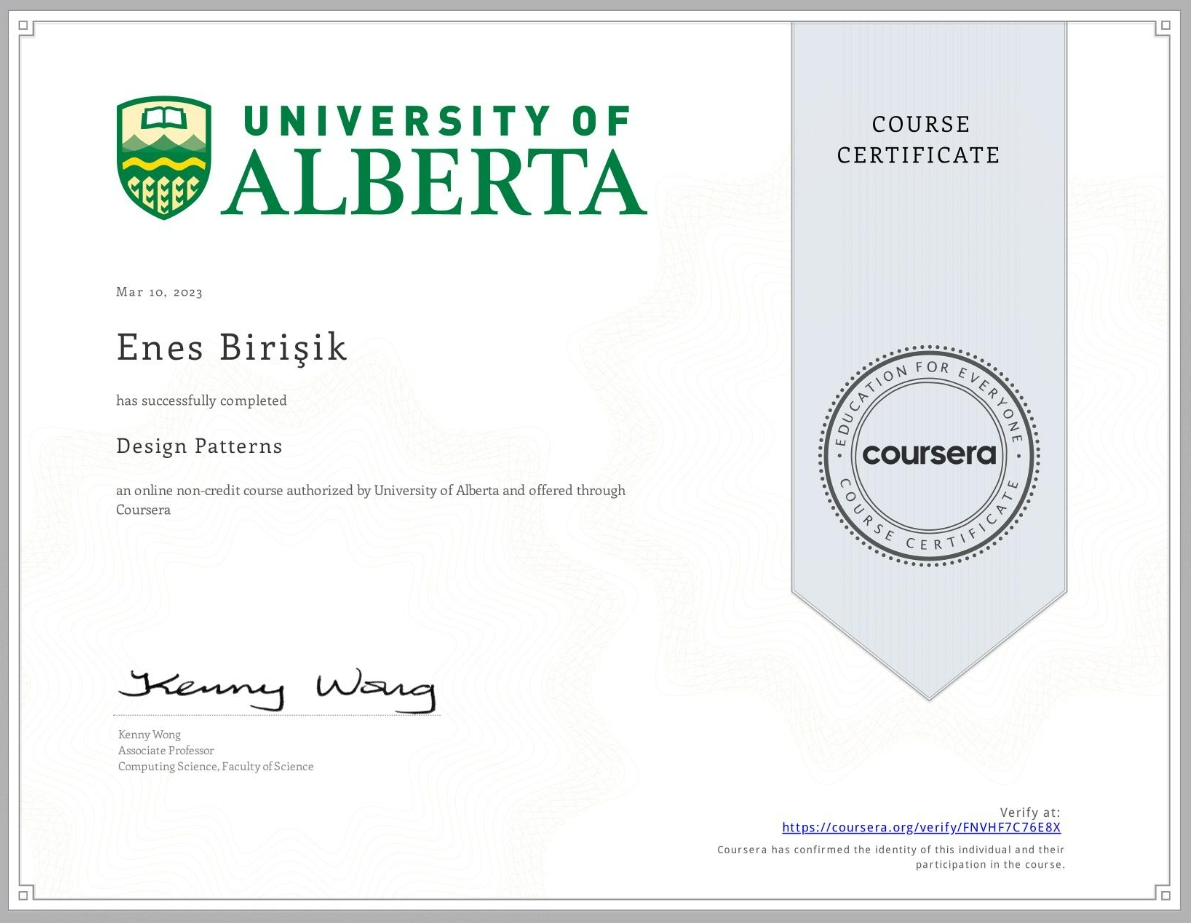 UNIVERSITY OF
ALBERTA
COURSE
CERTIFICATE
Mar 10, 2023
Enes Birişik
has successfully completed
Design Patterns
an online non-credit course authorized by University of Alberta and offered through
Coursera
EDUCATION FOR EVERYONE
coursera
COURSE CERTIFICATE
Kenny Wong
Kenny Wong
Associate Professor
Computing Science, Faculty of Science
Verify at:
https://coursera.org/verify/FNVHF7C76E8X
Coursera has confirmed the identity of this individual and their
participation in the course.